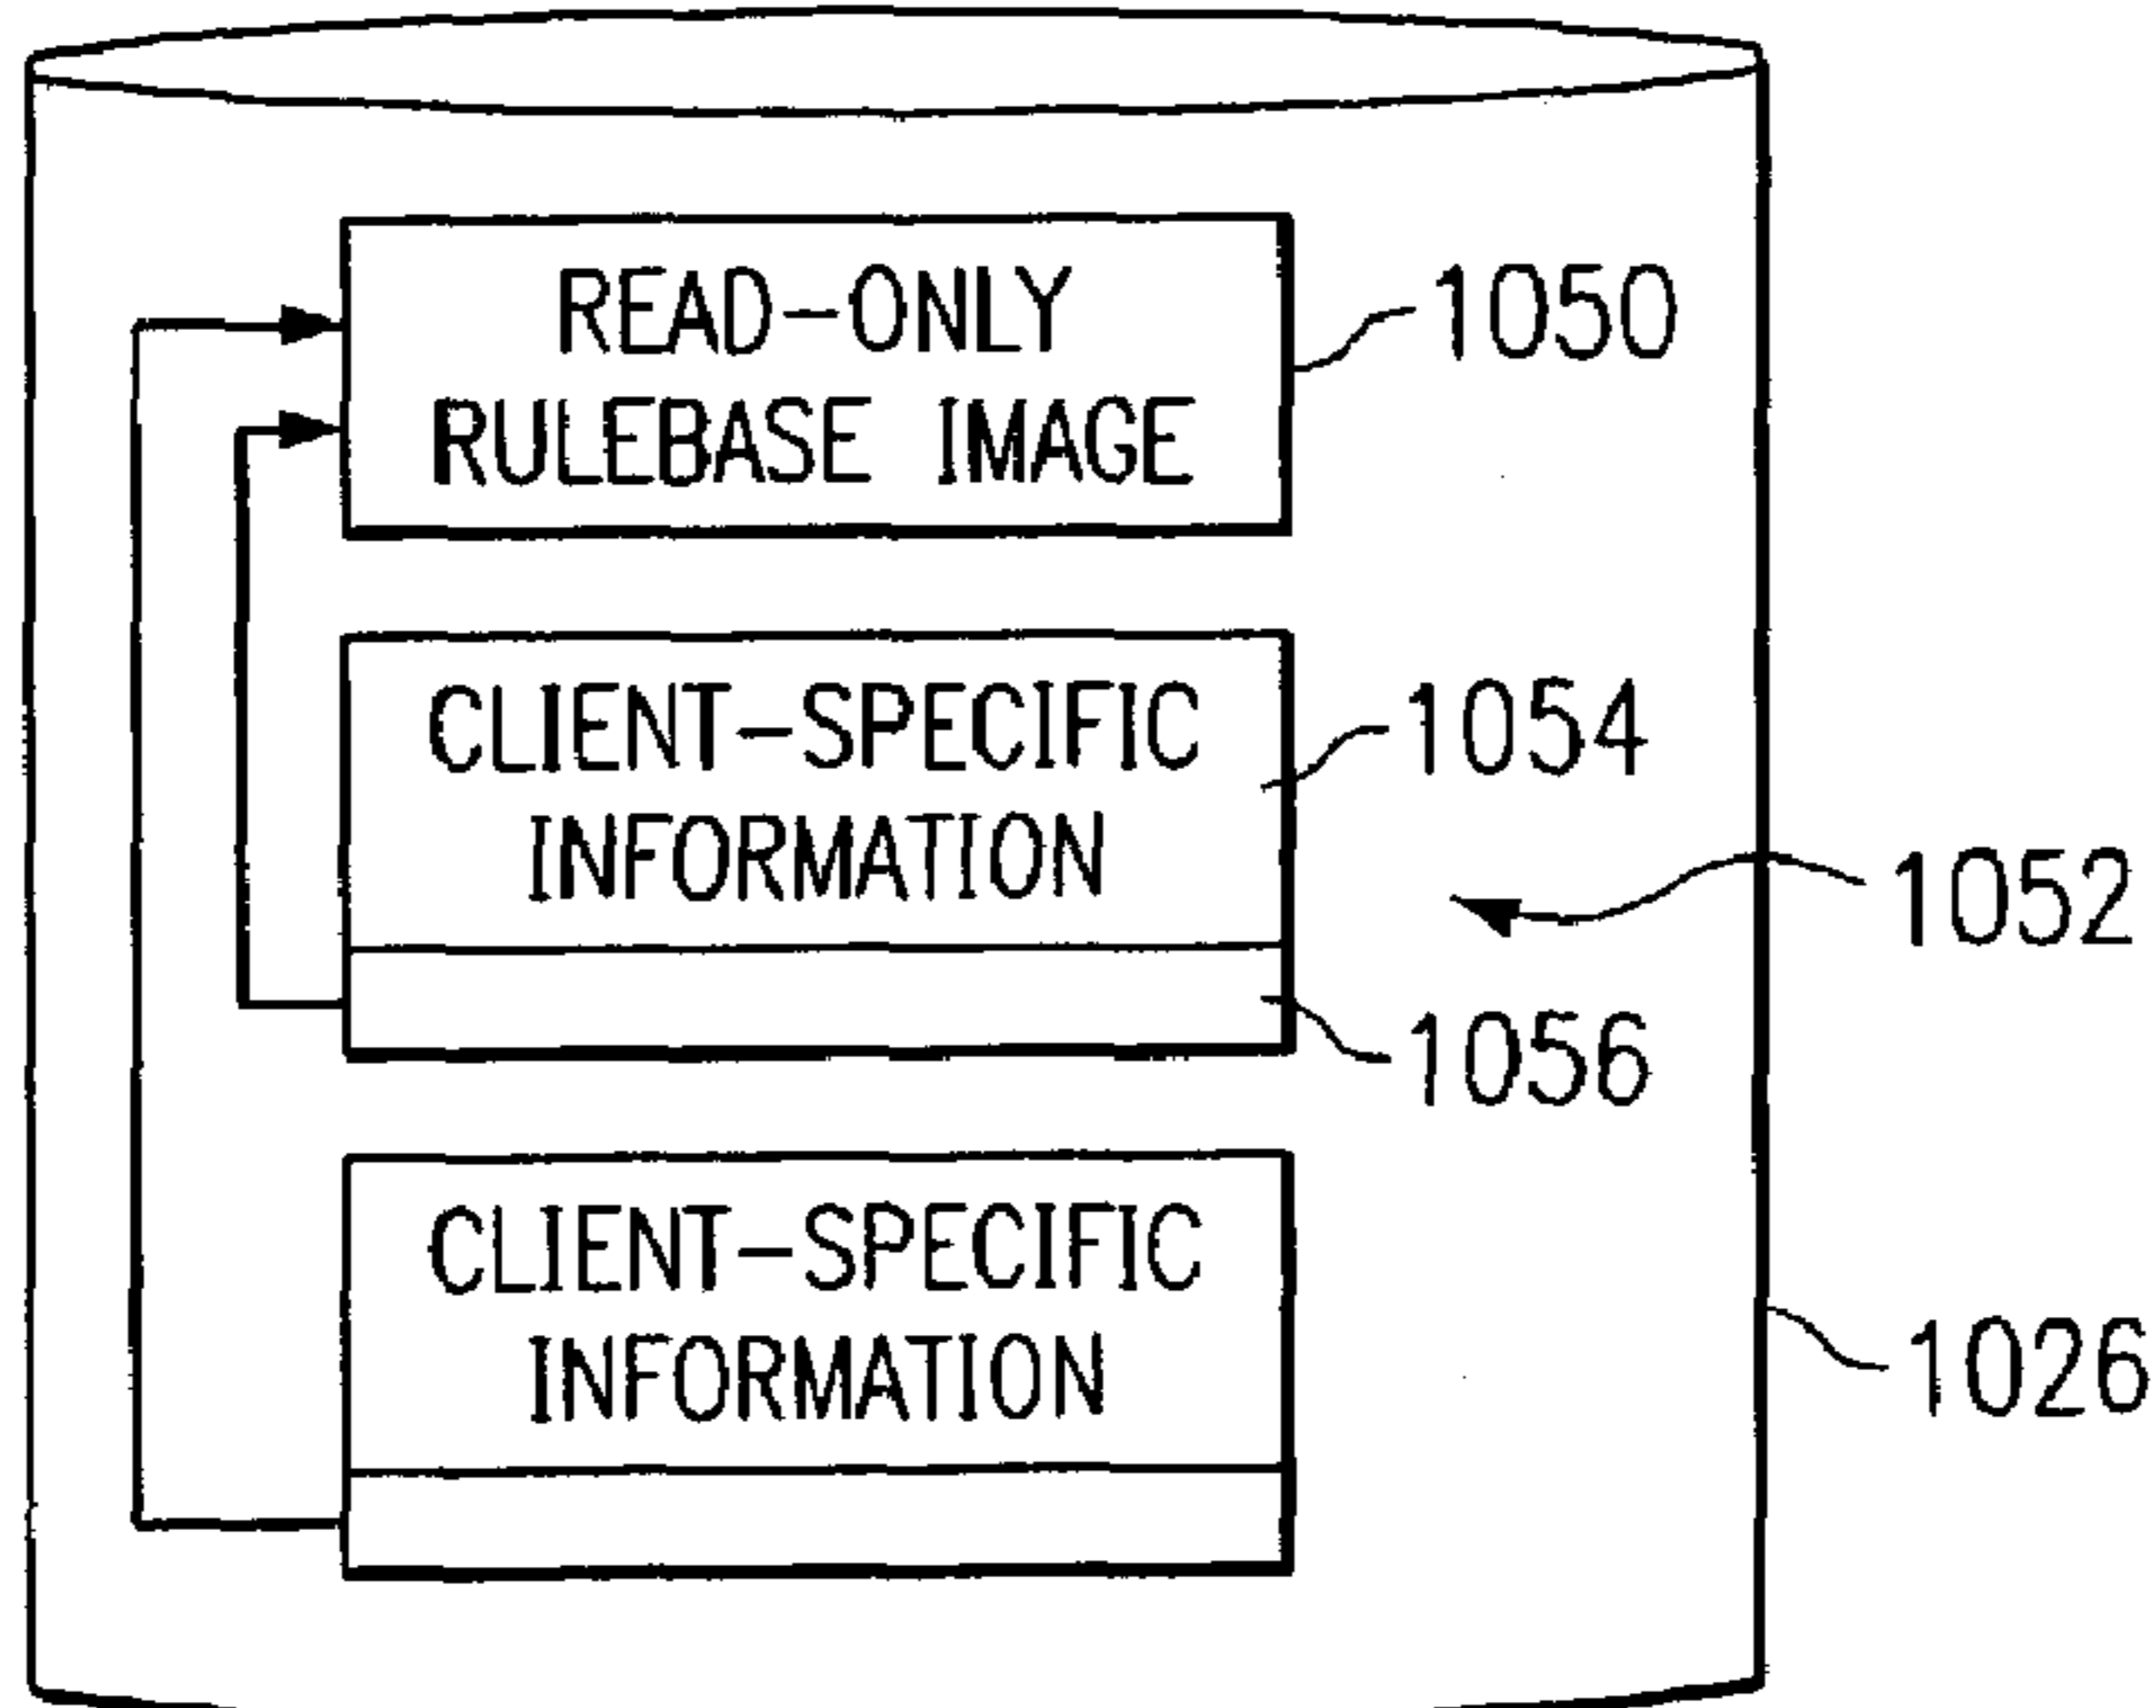 READ-ONLY
RULEBASE IMAGE
1050
CLIENT-SPECIFIC
INFORMATION
1054
1052
1056
CLIENT-SPECIFIC
INFORMATION
1026